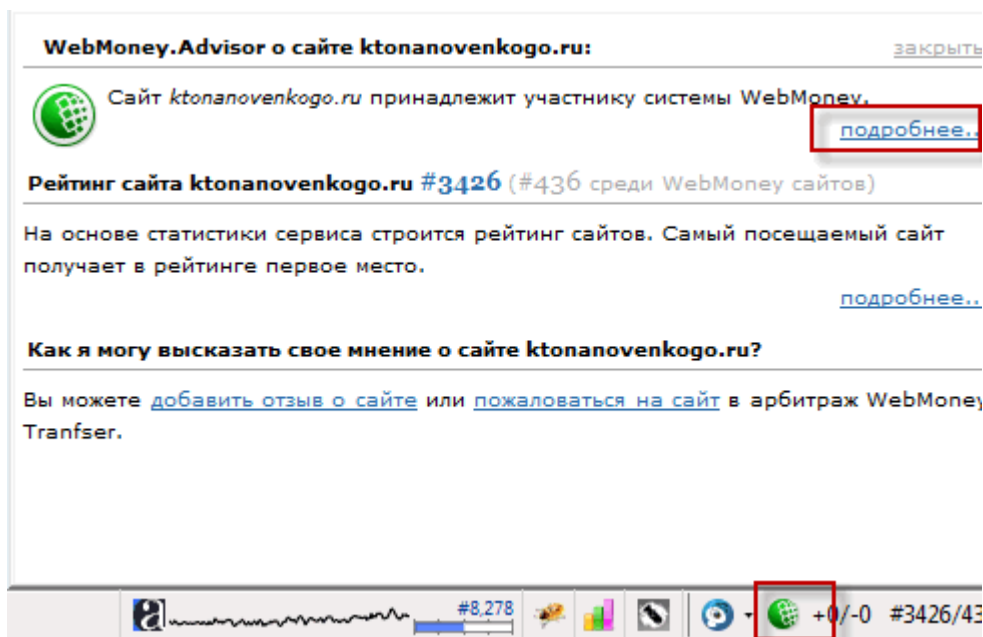 WebMoney.Advisor о сайте ktonanovenkogo.ru: закрыть
Сайт ktonanovenkogo.ru принадлежит участнику системы WebMoney.
подробнее..
Рейтинг сайта ktonanovenkogo.ru #3426 (#436 среди WebMoney сайтов)
На основе статистики сервиса строится рейтинг сайтов. Самый посещаемый сайт
получает в рейтинге первое место.
подробнее..
Как я могу высказать свое мнение о сайте ktonanovenkogo.ru?
Вы можете добавить отзыв о сайте или пожаловаться на сайт в арбитраж WebMoney
Tranfser.
a #8,278 +0/-0 #3426/43